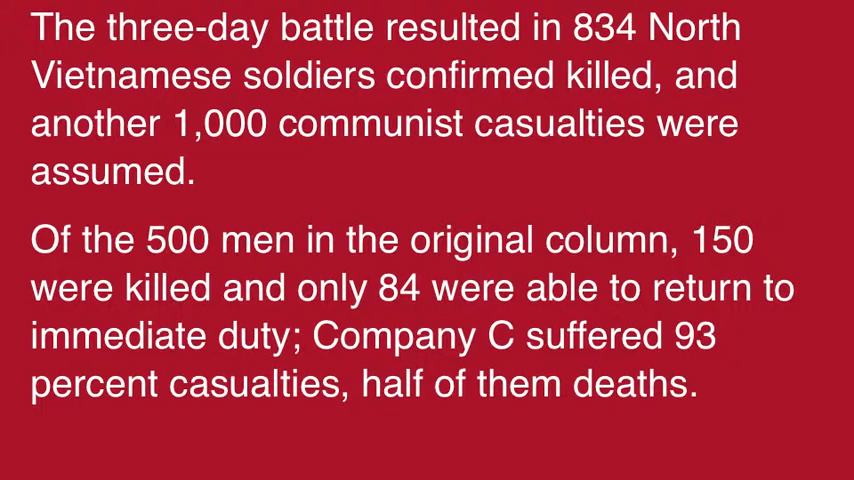 The three-day battle resulted in 834 North
Vietnamese soldiers confirmed killed, and
another 1,000 communist casualties were
assumed.
Of the 500 men in the original column, 150
were killed and only 84 were able to return to
immediate duty; Company C suffered 93
percent casualties, half of them deaths.